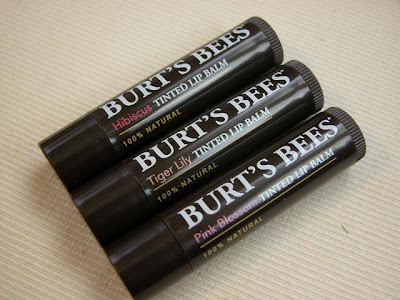 BURT'S BEES
Hibiscus TINTED LIP BALM
100% NATURAL
BURT'S BEES
Tiger Lily TINTED LIP BALM
100% NATURAL
BURT'S BEES
Pink Blossom TINTED LIP BALM
100% NATURAL